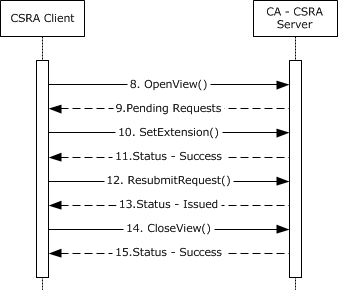 CSRA Client
CA - CSRA
Server
8. OpenView()
9.Pending Requests
10. SetExtension()
11.Status - Success
12. ResubmitRequest()
13.Status - Issued
14. CloseView()
15.Status - Success